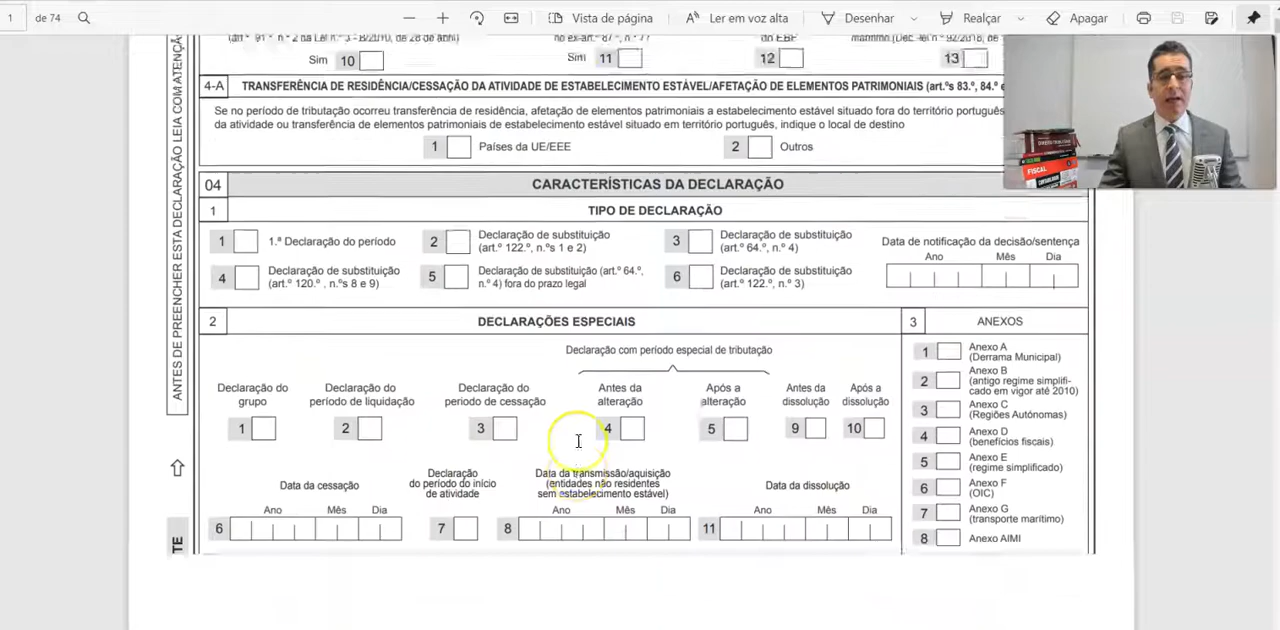 1 de 74 Vista de página Ler em voz alta Desenhar Realçar Apagar
Sim 10 Sim 11 12 13
4-A TRANSFERÊNCIA DE RESIDÊNCIA/CESSAÇÃO DA ATIVIDADE DE ESTABELECIMENTO ESTÁVEL/AFETAÇÃO DE ELEMENTOS PATRIMONIAIS (art.ºs 83.º, 84.º e
Se no período de tributação ocorreu transferência de residência, afetação de elementos patrimoniais a estabelecimento estável situado fora do território português
da atividade ou transferência de elementos patrimoniais de estabelecimento estável situado em território português, indique o local de destino
1 Países da UE/EEE 2 Outros
04 CARACTERÍSTICAS DA DECLARAÇÃO
1 TIPO DE DECLARAÇÃO
1 1.ª Declaração do período
2 Declaração de substituição
(art.º 122.º, n.ºs 1 e 2)
3 Declaração de substituição
(art.º 64.º, n.º 4)
Data de notificação da decisão/sentença
Ano Mês Dia
4 Declaração de substituição
(art.º 120.º , n.ºs 8 e 9)
5 Declaração de substituição (art.º 64.º,
n.º 4) fora do prazo legal
6 Declaração de substituição
(art.º 122.º, n.º 3)
2 DECLARAÇÕES ESPECIAIS
Declaração com período especial de tributação
Declaração do
grupo
1
Declaração do
período de liquidação
2
Declaração do
período de cessação
3
Antes da
alteração
4
Após a
alteração
5
Antes da
dissolução
9
Após a
dissolução
10
Data da cessação
Ano Mês Dia
6
Declaração
do período do início
de atividade
7
Data da transmissão/aquisição
(entidades não residentes
sem estabelecimento estável)
Ano Mês Dia
8
Data da dissolução
Ano Mês Dia
11
3 ANEXOS
1 Anexo A
(Derrama Municipal)
2 Anexo B
(antigo regime simplifi-
cado em vigor até 2010)
3 Anexo C
(Regiões Autónomas)
4 Anexo D
(benefícios fiscais)
5 Anexo E
(regime simplificado)
6 Anexo F
(OIC)
7 Anexo G
(transporte marítimo)
8 Anexo AIMI
ANTES DE PREENCHER ESTA DECLARAÇÃO LEIA COM ATENÇÃ
TE
DIREITO TRIBUTÁRIO
FISCAL